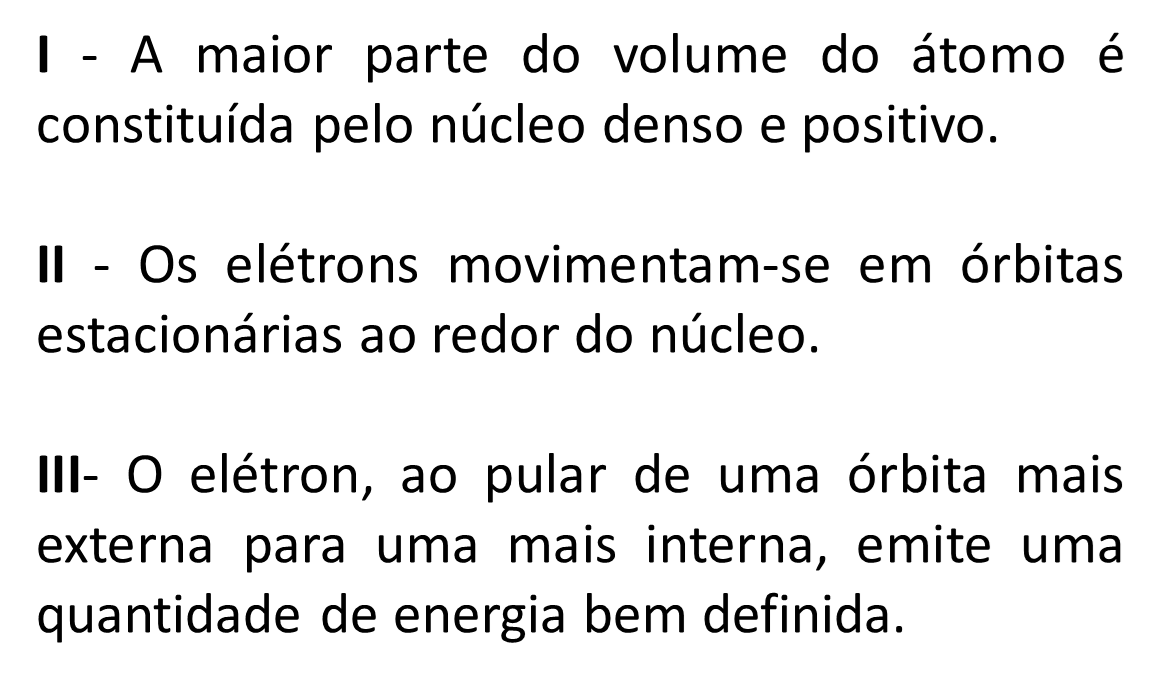 I - A maior parte do volume do átomo é
constituída pelo núcleo denso e positivo.
II - Os elétrons movimentam-se em órbitas
estacionárias ao redor do núcleo.
III- O elétron, ao pular de uma órbita mais
externa para uma mais interna, emite uma
quantidade de energia bem definida.